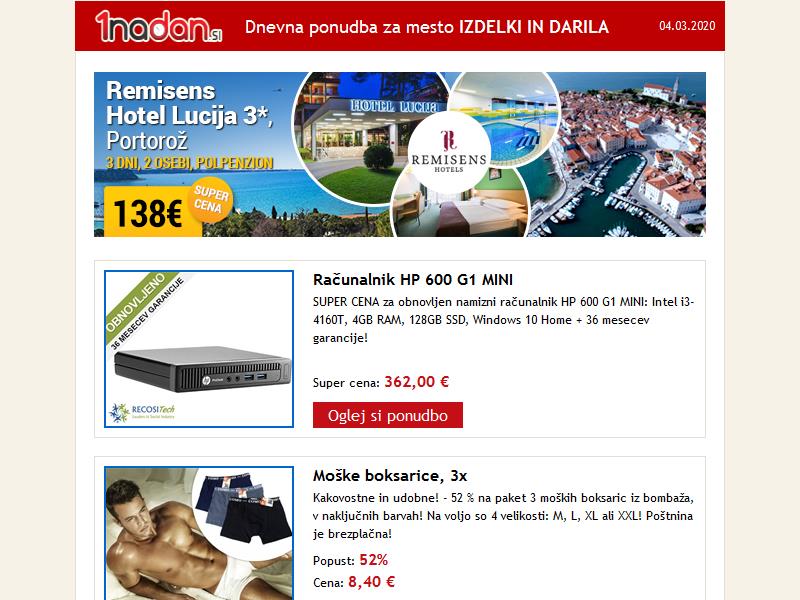 1nadan.si
Dnevna ponudba za mesto IZDELKI IN DARILA
04.03.2020
Remisens
Hotel Lucija 3*,
Portorož
3 DNI, 2 OSEBI, POLPENZION
138€
SUPER
CENA
HOTEL LUCIJA
REMISENS
HOTELS
OBNOVLJENO
36 MESECEV GARANCIJE
hp
RECOSITech
Računalnik HP 600 G1 MINI
SUPER CENA za obnovljen namizni računalnik HP 600 G1 MINI: Intel i3-
4160T, 4GB RAM, 128GB SSD, Windows 10 Home + 36 mesecev
garancije!
Super cena: 362,00 €
Oglej si ponudbo
Moške boksarice, 3x
Kakovostne in udobne! - 52 % na paket 3 moških boksaric iz bombaža,
v naključnih barvah! Na voljo so 4 velikosti: M, L, XL ali XXL! Poštnina
je brezplačna!
Popust: 52%
Cena: 8,40 €